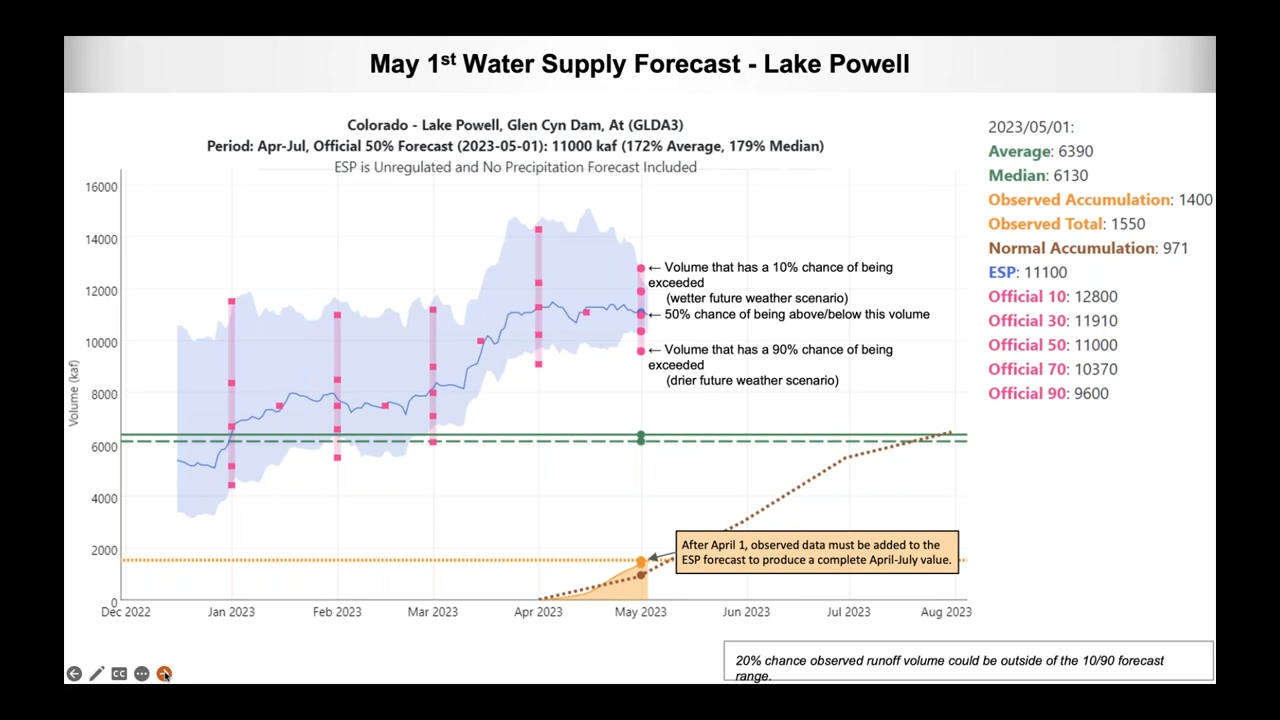 May 1st Water Supply Forecast - Lake Powell
Colorado - Lake Powell, Glen Cyn Dam, At (GLDA3)
Period: Apr-Jul, Official 50% Forecast (2023-05-01): 11000 kaf (172% Average, 179% Median)
ESP is Unregulated and No Precipitation Forecast Included
2023/05/01:
Average: 6390
Median: 6130
Observed Accumulation: 1400
Observed Total: 1550
Normal Accumulation: 971
ESP: 11100
Official 10: 12800
Official 30: 11910
Official 50: 11000
Official 70: 10370
Official 90: 9600
Volume (kaf)
16000
14000
12000
10000
8000
6000
4000
2000
0
← Volume that has a 10% chance of being
exceeded
(wetter future weather scenario)
← 50% chance of being above/below this volume
← Volume that has a 90% chance of being
exceeded
(drier future weather scenario)
After April 1, observed data must be added to the
ESP forecast to produce a complete April-July value.
Dec 2022
Jan 2023
Feb 2023
Mar 2023
Apr 2023
May 2023
Jun 2023
Jul 2023
Aug 2023
20% chance observed runoff volume could be outside of the 10/90 forecast
range.
CC